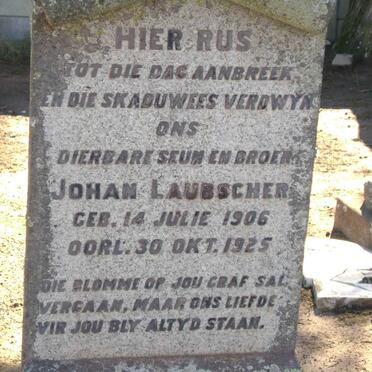 HIER RUS
TOT DIE DAG AANBREEK
EN DIE SKADUWEES VERDWYN
ONS
DIERBARE SEUN EN BROER
JOHAN LAUBSCHER
GEB. 14 JULIE 1906
OORL. 30 OKT. 1925
DIE BLOMME OP JOU GRAF SAL
VERGAAN, MAAR ONS LIEFDE
VIR JOU BLY ALTYD STAAN.